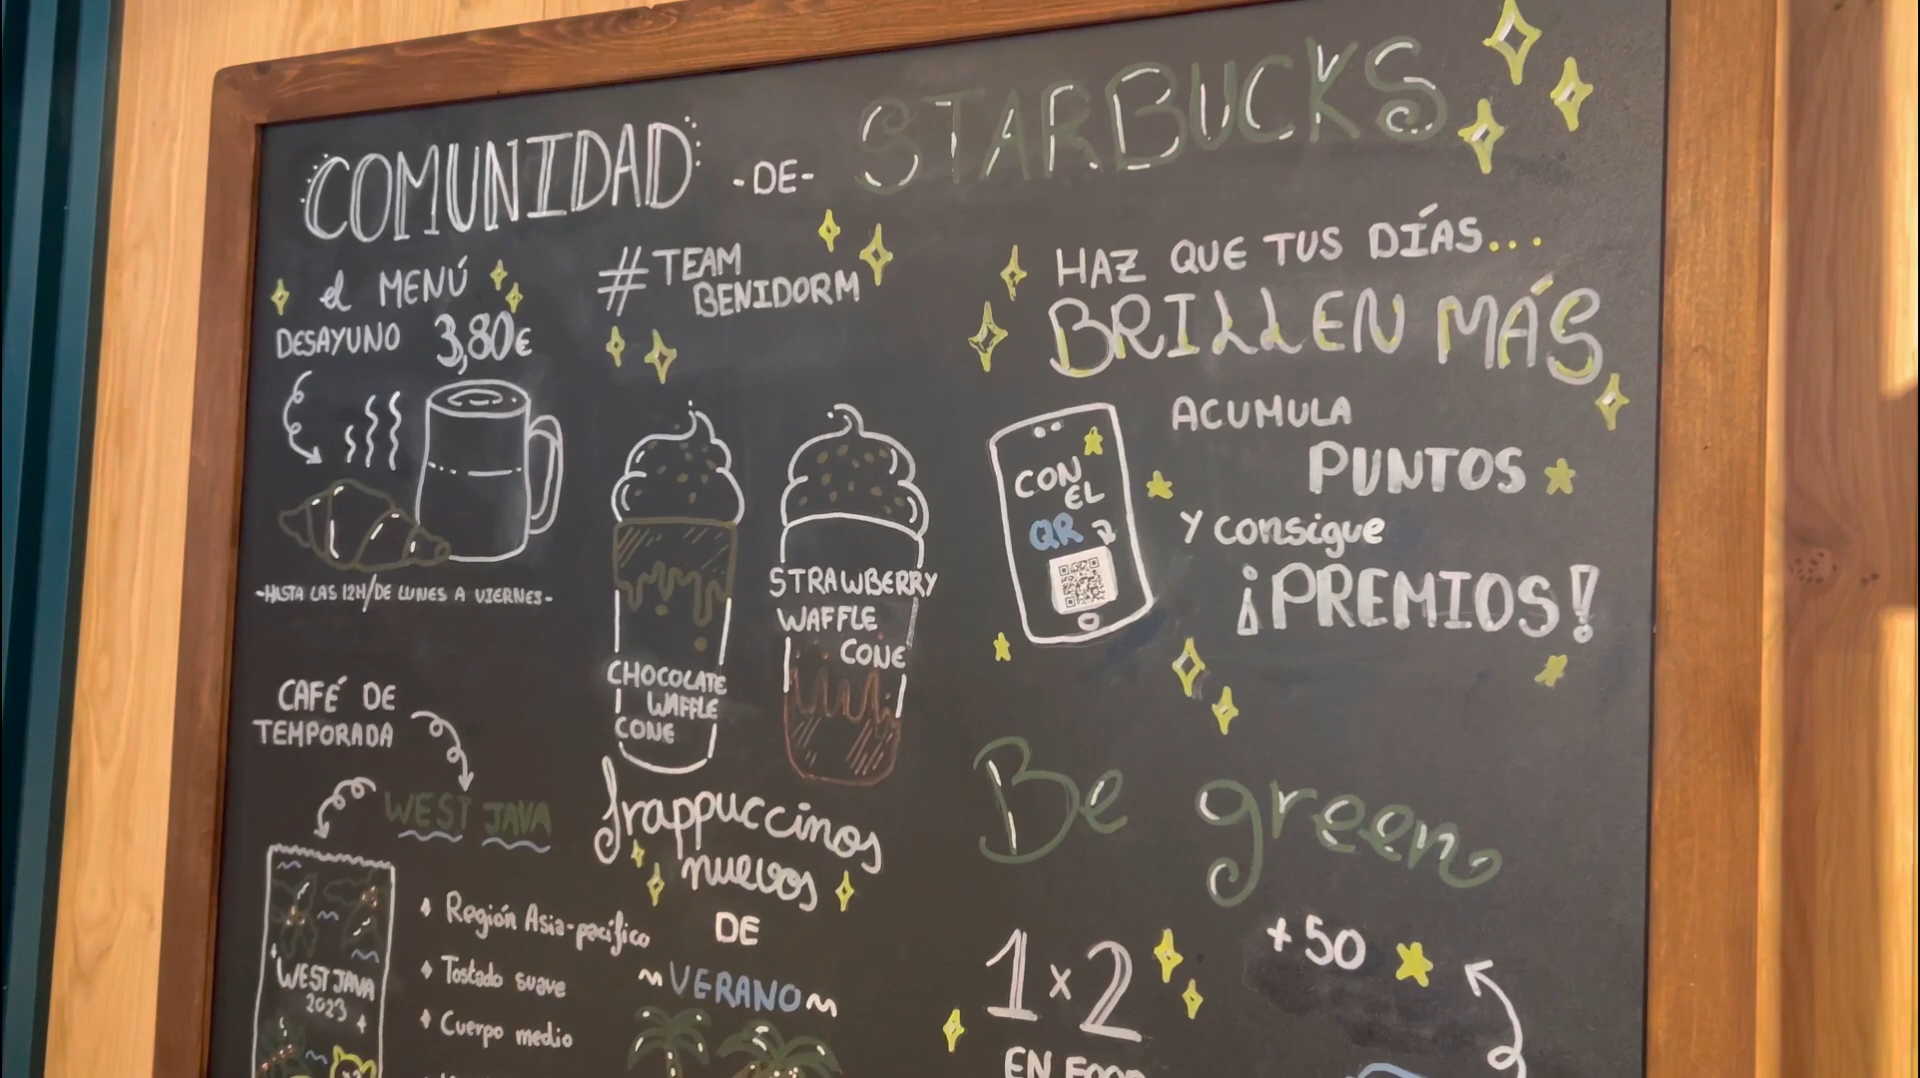 COMUNIDAD -DE- STARBUCKS
el MENÚ
DESAYUNO 3,80€
-HASTA LAS 12H/DE LUNES A VIERNES-
#TEAM
BENIDORM
CHOCOLATE
WAFFLE
CONE
STRAWBERRY
WAFFLE
CONE
frappuccinos
nuevos
DE
~VERANO~
CAFÉ DE
TEMPORADA
WEST JAVA
WEST JAVA
2023
Región Asia-pacífico
Tostado suave
Cuerpo medio
HAZ QUE TUS DÍAS...
BRILLEN MÁS
CON
EL
QR
ACUMULA
PUNTOS
Y consigue
¡PREMIOS!
Be green
1x2
EN FOOD
+50